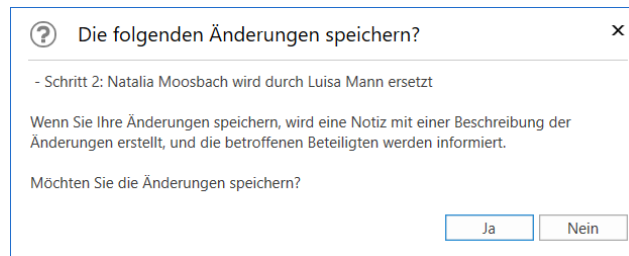 Die folgenden Änderungen speichern?
- Schritt 2: Natalia Moosbach wird durch Luisa Mann ersetzt
Wenn Sie Ihre Änderungen speichern, wird eine Notiz mit einer Beschreibung der
Änderungen erstellt, und die betroffenen Beteiligten werden informiert.
Möchten Sie die Änderungen speichern?
Ja Nein